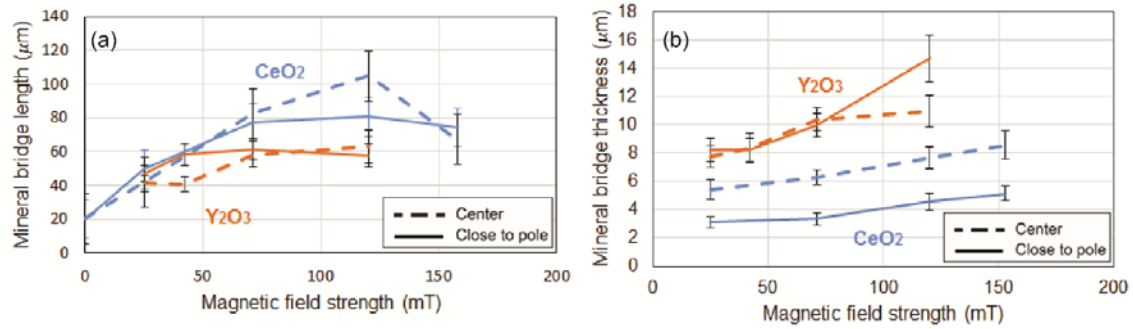 (a)
Mineral bridge length (μm)
140
120
100
80
60
40
20
0
CeO2
Y2O3
Center
Close to pole
0 50 100 150 200
Magnetic field strength (mT)
(b)
Mineral bridge thickness (μm)
18
16
14
12
10
8
6
4
2
0
Y2O3
CeO2
Center
Close to pole
0 50 100 150 200
Magnetic field strength (mT)